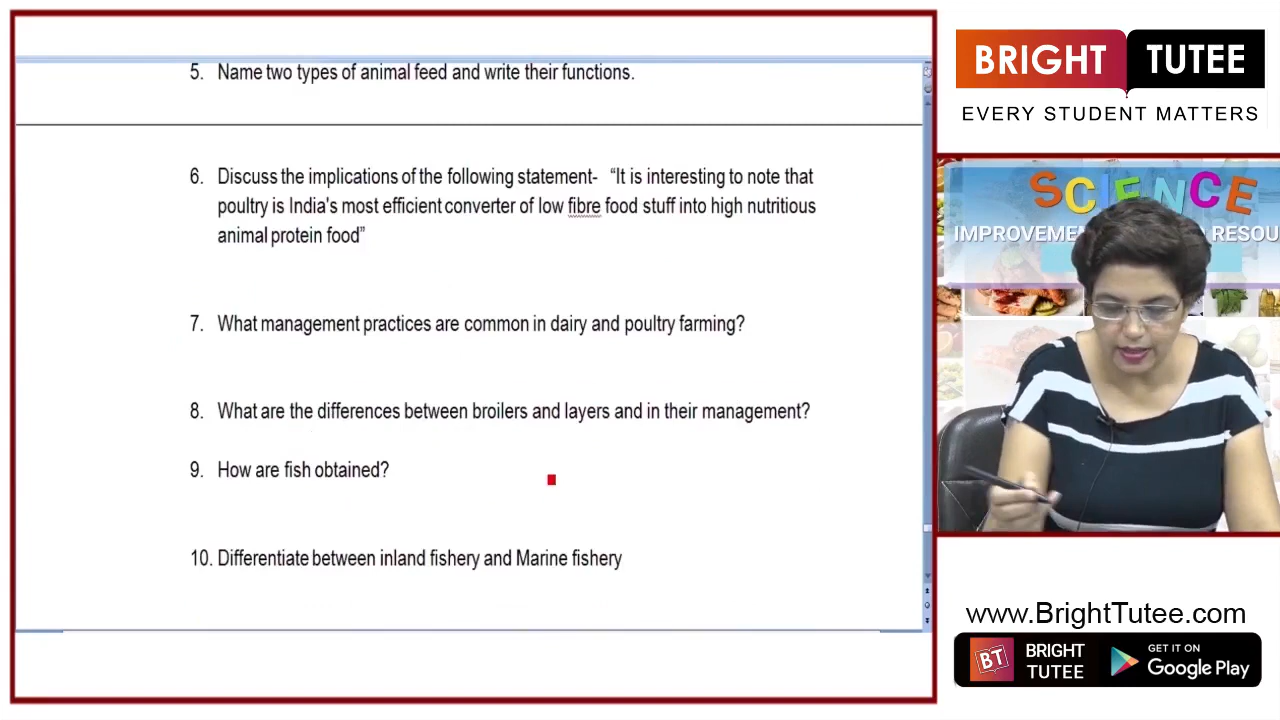 5. Name two types of animal feed and write their functions.
6. Discuss the implications of the following statement- “It is interesting to note that
poultry is India's most efficient converter of low fibre food stuff into high nutritious
animal protein food”
7. What management practices are common in dairy and poultry farming?
8. What are the differences between broilers and layers and in their management?
9. How are fish obtained?
10. Differentiate between inland fishery and Marine fishery
BRIGHT TUTEE
EVERY STUDENT MATTERS
SCIENCE
IMPROVEMEN RESOU
www.BrightTutee.com
BT BRIGHT TUTEE
GET IT ON
Google Play